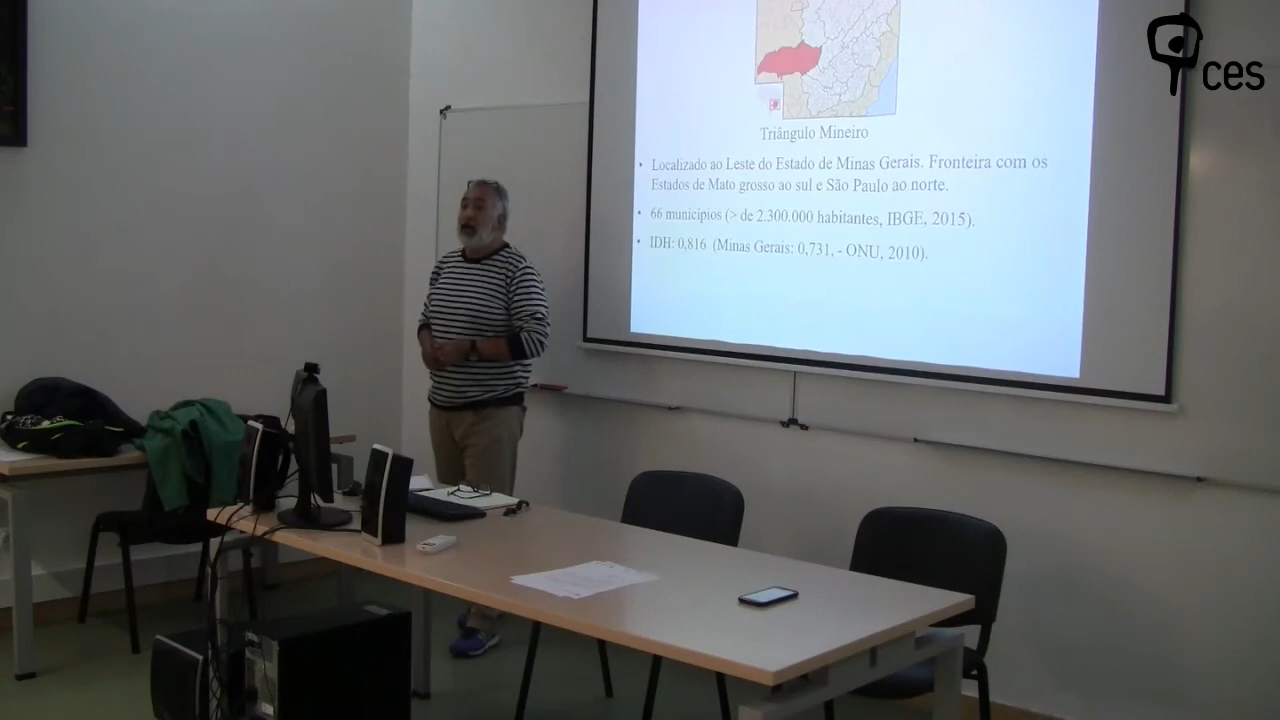 ces
Triângulo Mineiro
• Localizado ao Leste do Estado de Minas Gerais. Fronteira com os
Estados de Mato grosso ao sul e São Paulo ao norte.
• 66 municípios (> de 2.300.000 habitantes, IBGE, 2015).
• IDH: 0,816 (Minas Gerais: 0,731, - ONU, 2010).